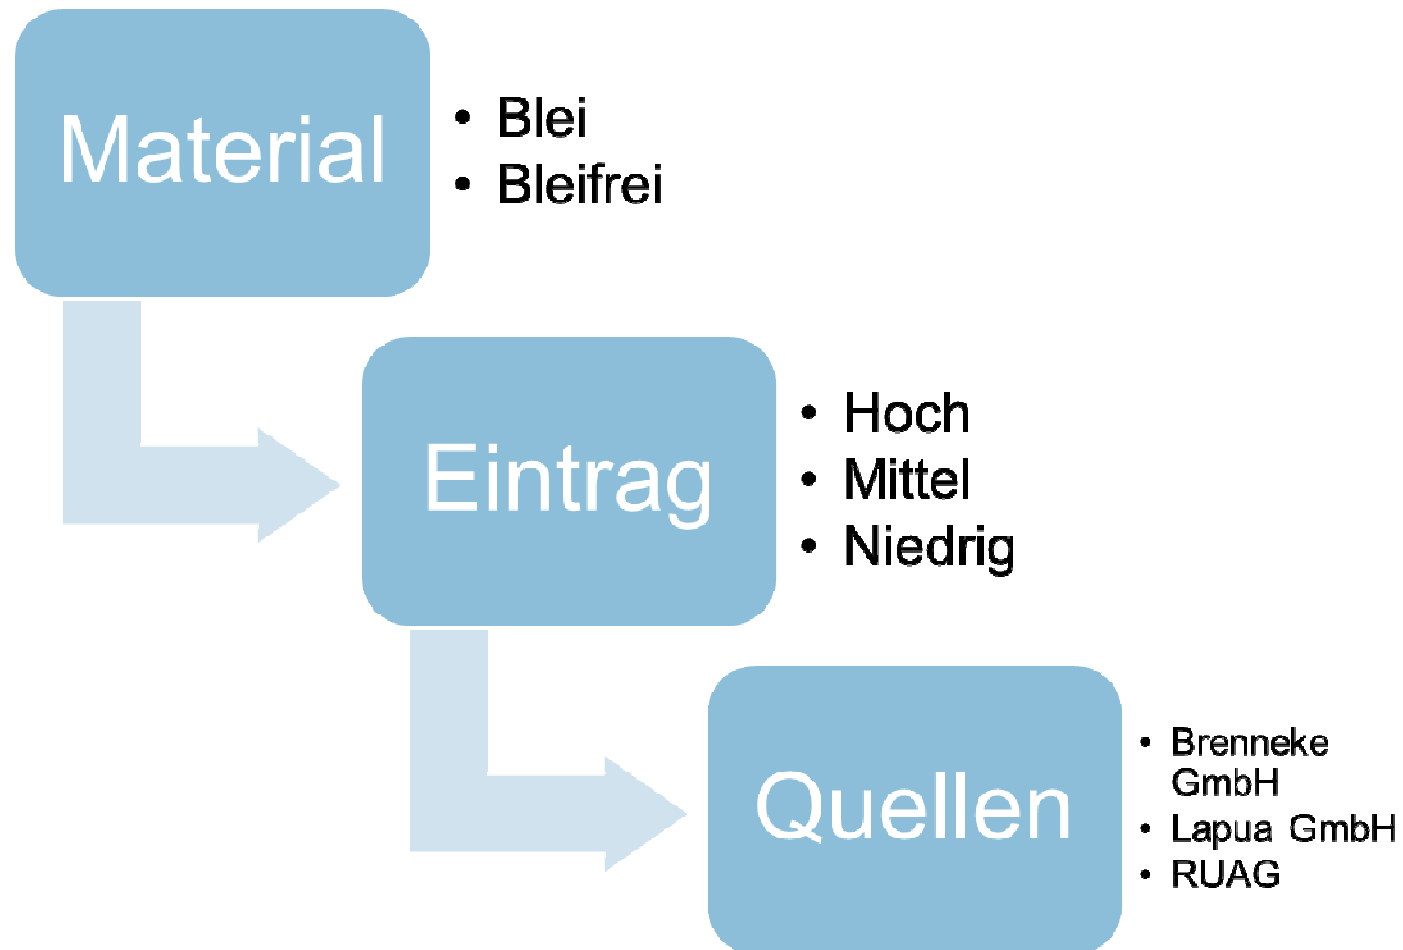 Material
• Blei
• Bleifrei
Eintrag
• Hoch
• Mittel
• Niedrig
Quellen
• Brenneke
GmbH
• Lapua GmbH
• RUAG